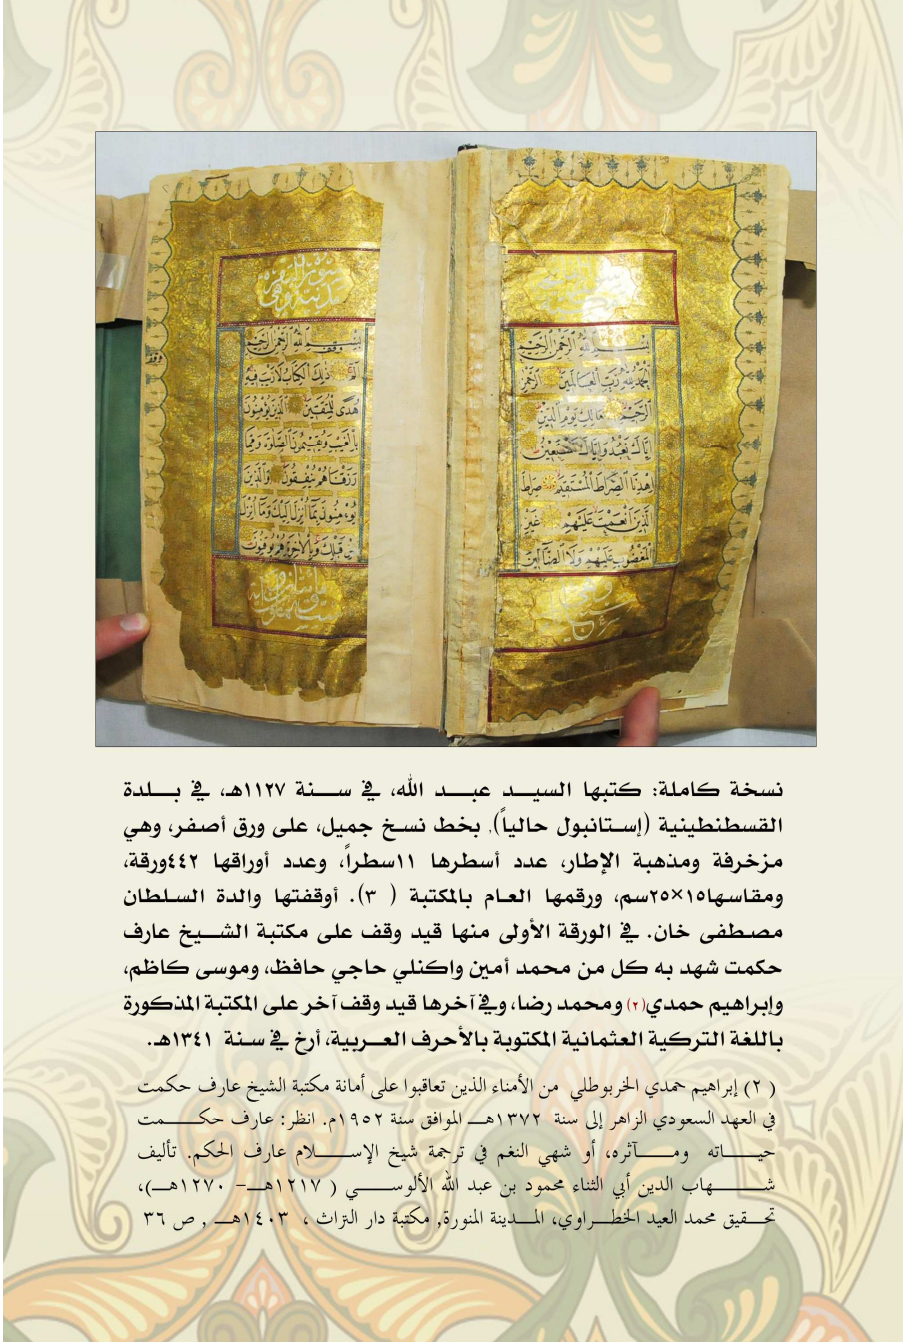 بسم الله الرحمن الرحيم
الحمد لله رب العالمين الرحمن
الرحيم مالك يوم الدين
إياك نعبد وإياك نستعين
اهدنا الصراط المستقيم صراط
الذين أنعمت عليهم غير
المغضوب عليهم ولا الضالين
سورة البقرة
بسم الله الرحمن الرحيم
وقف
الم ذلك الكتاب لا ريب فيه
هدى للمتقين الذين يؤمنون
بالغيب ويقيمون الصلوة ومما
رزقناهم ينفقون والذين
يؤمنون بما أنزل إليك وما أنزل
من قبلك وبالآخرة هم يوقنون
نسخة كاملة: كتبها السيد عبد الله، في سنة ١١٢٧هـ، في بلدة
القسطنطينية (إستانبول حالياً), بخط نسخ جميل، على ورق أصفر، وهي
مزخرفة ومذهبة الإطار، عدد أسطرها ١١سطراً، وعدد أوراقها ٤٤٢ورقة،
ومقاسها١٥×٢٥سم، ورقمها العام بالمكتبة ( ٣). أوقفتها والدة السلطان
مصطفى خان. في الورقة الأولى منها قيد وقف على مكتبة الشيخ عارف
حكمت شهد به كل من محمد أمين واكنلي حاجي حافظ، وموسى كاظم،
وإبراهيم حمدي(٢) ومحمد رضا، وفي آخرها قيد وقف آخر على المكتبة المذكورة
باللغة التركية العثمانية المكتوبة بالأحرف العربية، أرخ في سنة ١٣٤١هـ.
( ٢) إبراهيم حمدي الخربوطلي من الأمناء الذين تعاقبوا على أمانة مكتبة الشيخ عارف حكمت
في العهد السعودي الزاهر إلى سنة ١٣٧٢هـ الموافق سنة ١٩٥٢م. انظر: عارف حكمت
حياته ومآثره، أو شهي النغم في ترجمة شيخ الإسلام عارف الحكم. تأليف
شهاب الدين أبي الثناء محمود بن عبد الله الألوسي ( ١٢١٧هـ- ١٢٧٠هـ)،
تحقيق محمد العيد الخطراوي، المدينة المنورة, مكتبة دار التراث ، ١٤٠٣هـ , ص ٣٦